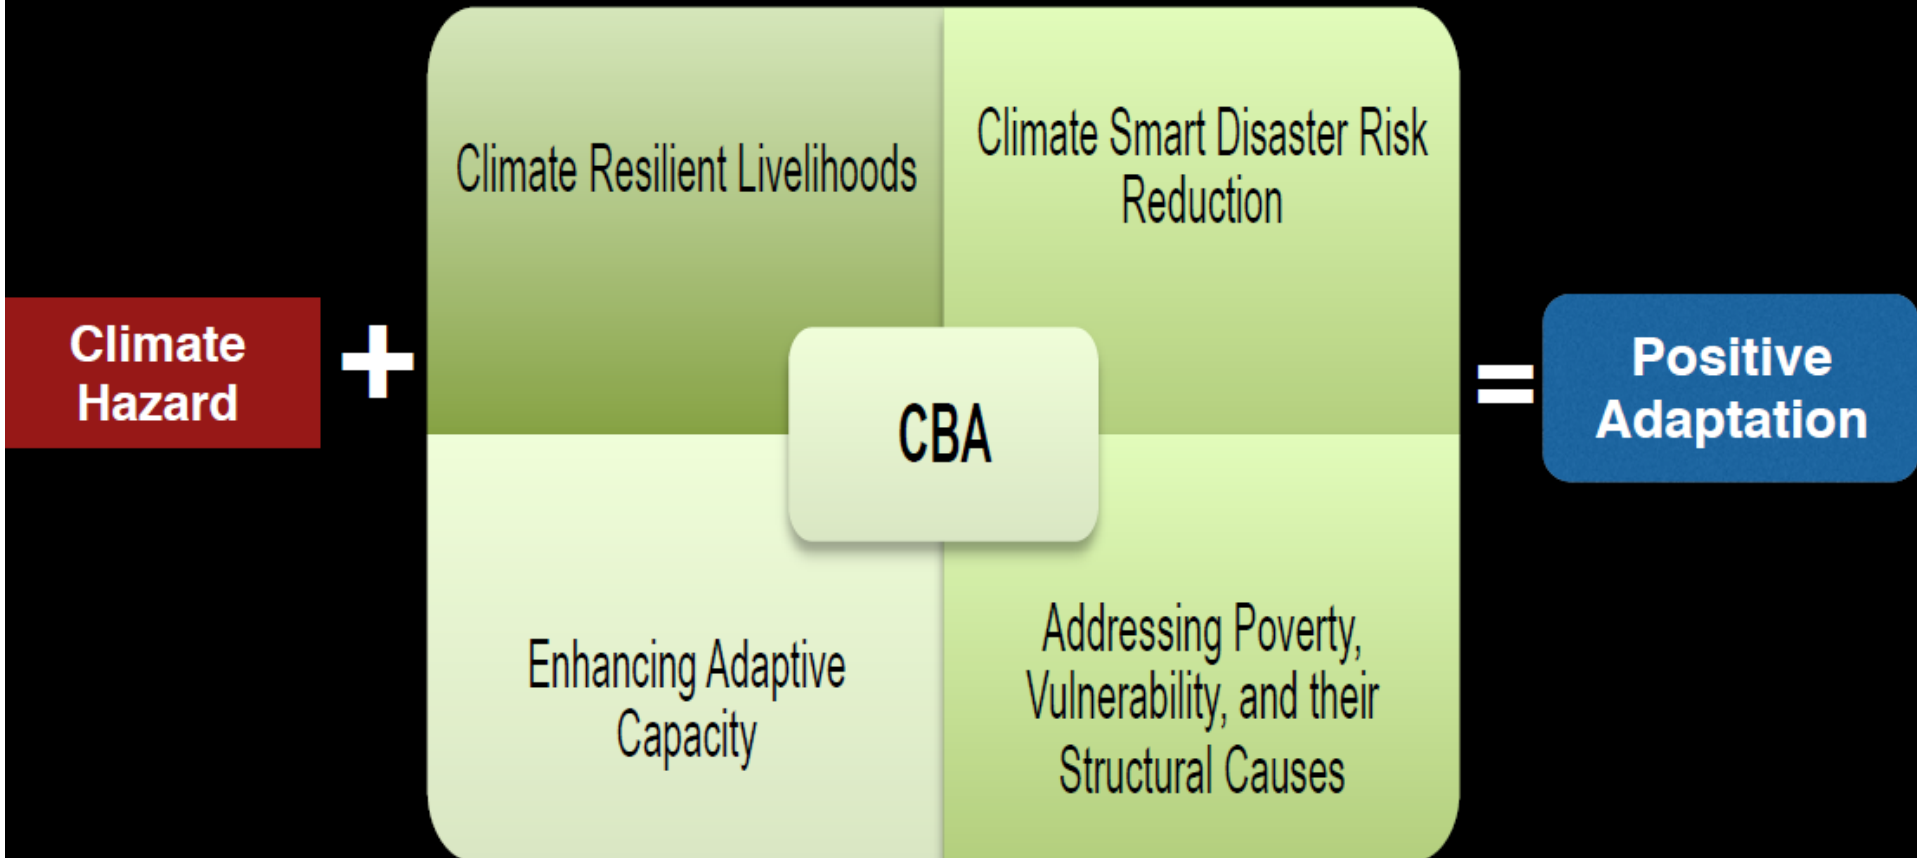 Climate Resilient Livelihoods
Climate Smart Disaster Risk
Reduction
Climate
Hazard
+
CBA
=
Positive
Adaptation
Enhancing Adaptive
Capacity
Addressing Poverty,
Vulnerability, and their
Structural Causes